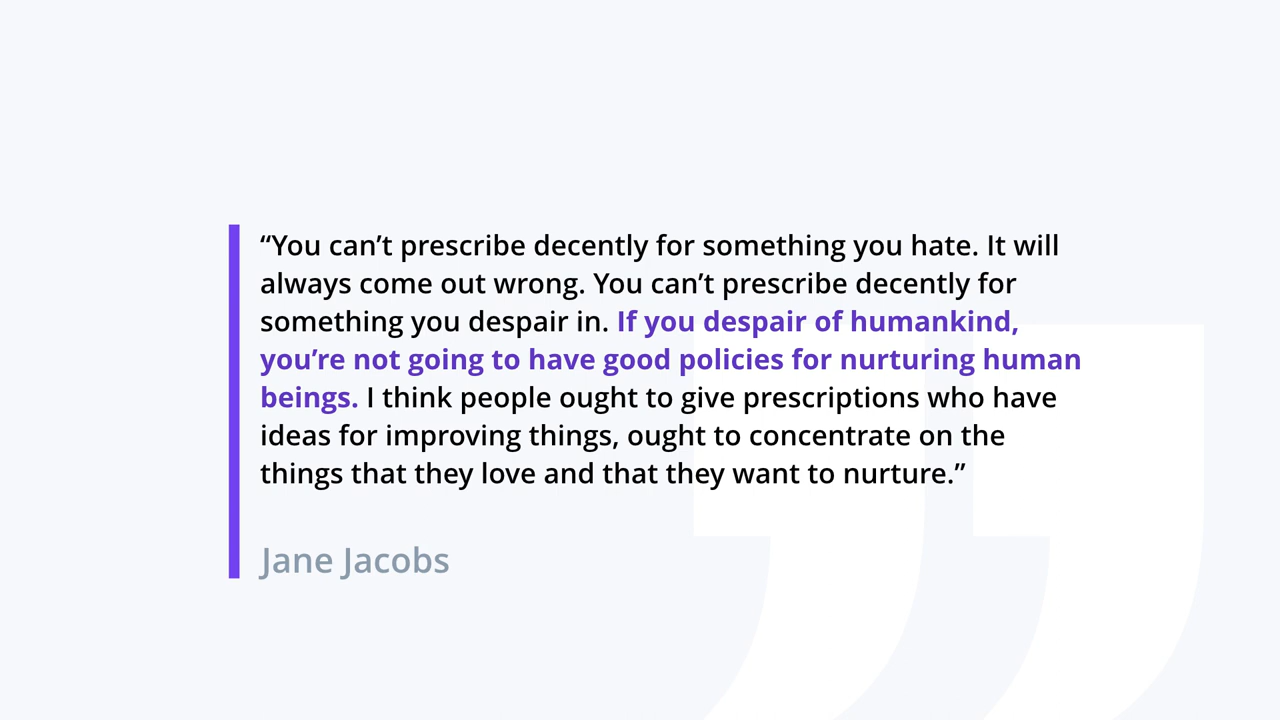 “You can’t prescribe decently for something you hate. It will
always come out wrong. You can’t prescribe decently for
something you despair in. If you despair of humankind,
you’re not going to have good policies for nurturing human
beings. I think people ought to give prescriptions who have
ideas for improving things, ought to concentrate on the
things that they love and that they want to nurture.”
Jane Jacobs